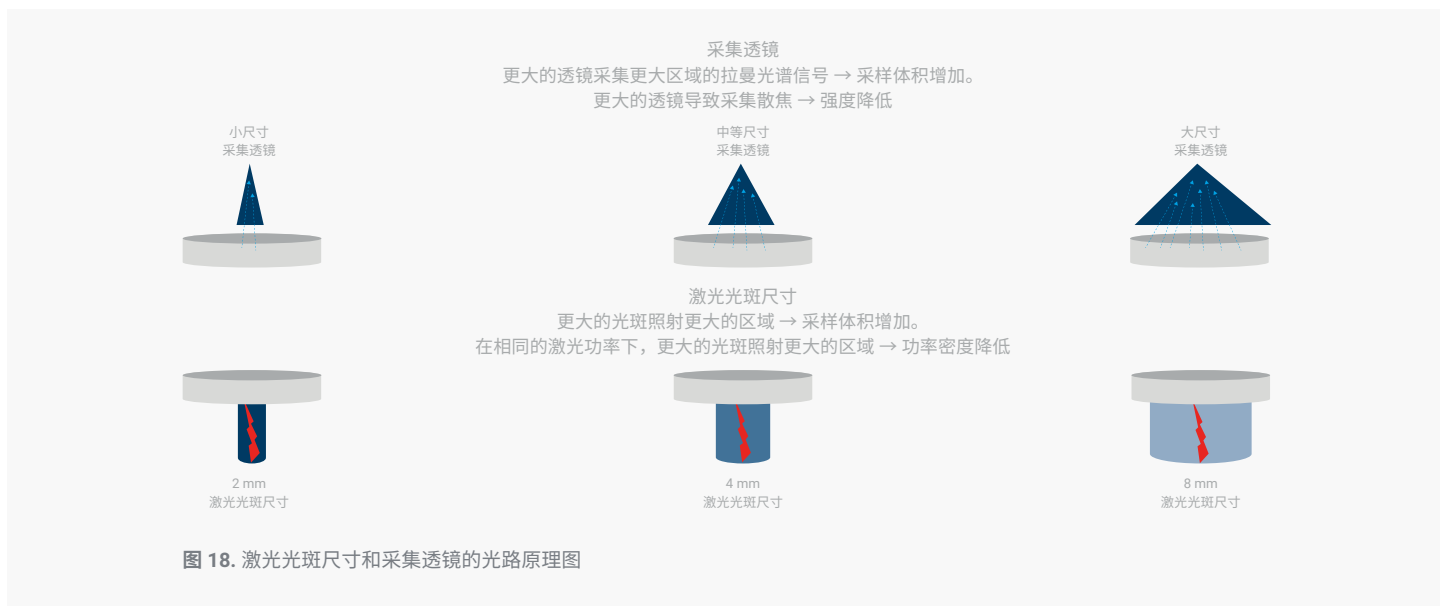 采集透镜
更大的透镜采集更大区域的拉曼光谱信号 → 采样体积增加。
更大的透镜导致采集散焦 → 强度降低
小尺寸
采集透镜
中等尺寸
采集透镜
大尺寸
采集透镜
激光光斑尺寸
更大的光斑照射更大的区域 → 采样体积增加。
在相同的激光功率下，更大的光斑照射更大的区域 → 功率密度降低
2 mm
激光光斑尺寸
4 mm
激光光斑尺寸
8 mm
激光光斑尺寸
图 18. 激光光斑尺寸和采集透镜的光路原理图